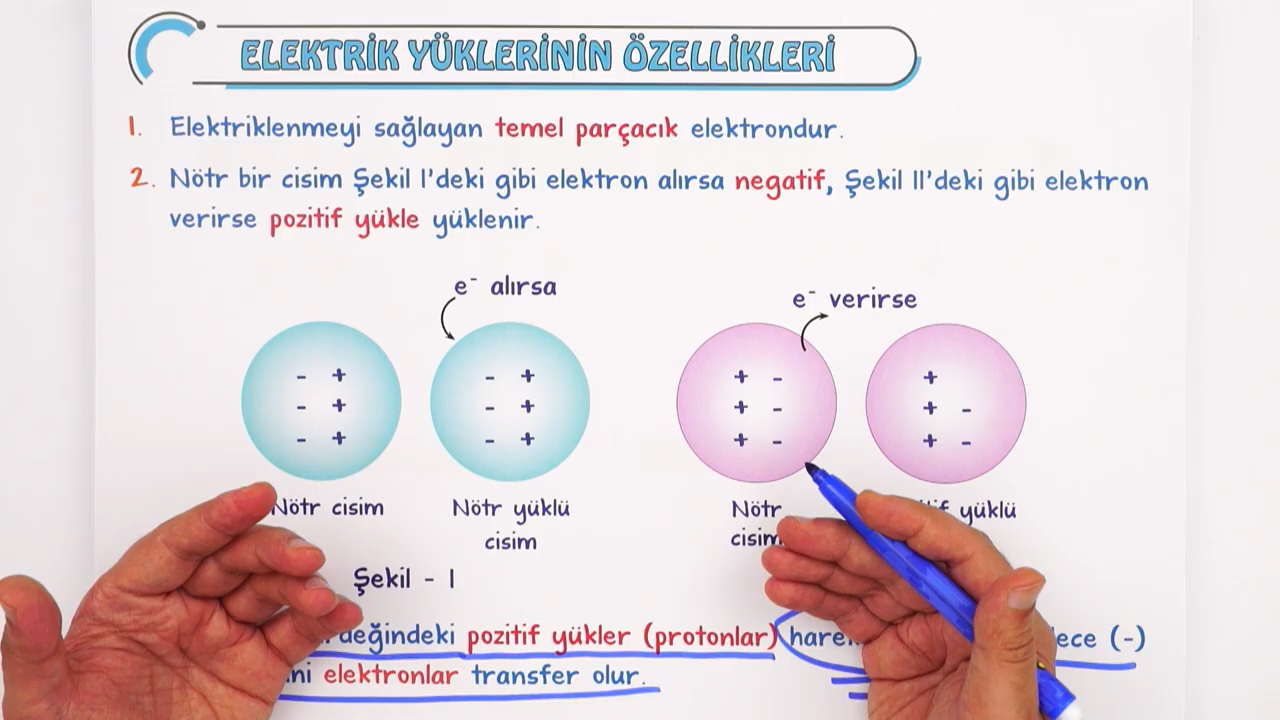 ELEKTRİK YÜKLERİNİN ÖZELLİKLERİ
1. Elektriklenmeyi sağlayan temel parçacık elektrondur.
2. Nötr bir cisim Şekil I'deki gibi elektron alırsa negatif, Şekil II'deki gibi elektron
verirse pozitif yükle yüklenir.
e⁻ alırsa
e⁻ verirse
- + - + + - +
- + - + + - + -
- + - + + - + -
Nötr cisim Nötr yüklü Nötr yüklü
cisim cisim
Şekil - I
pozitif yükler (protonlar) (-)
elektronlar transfer olur.